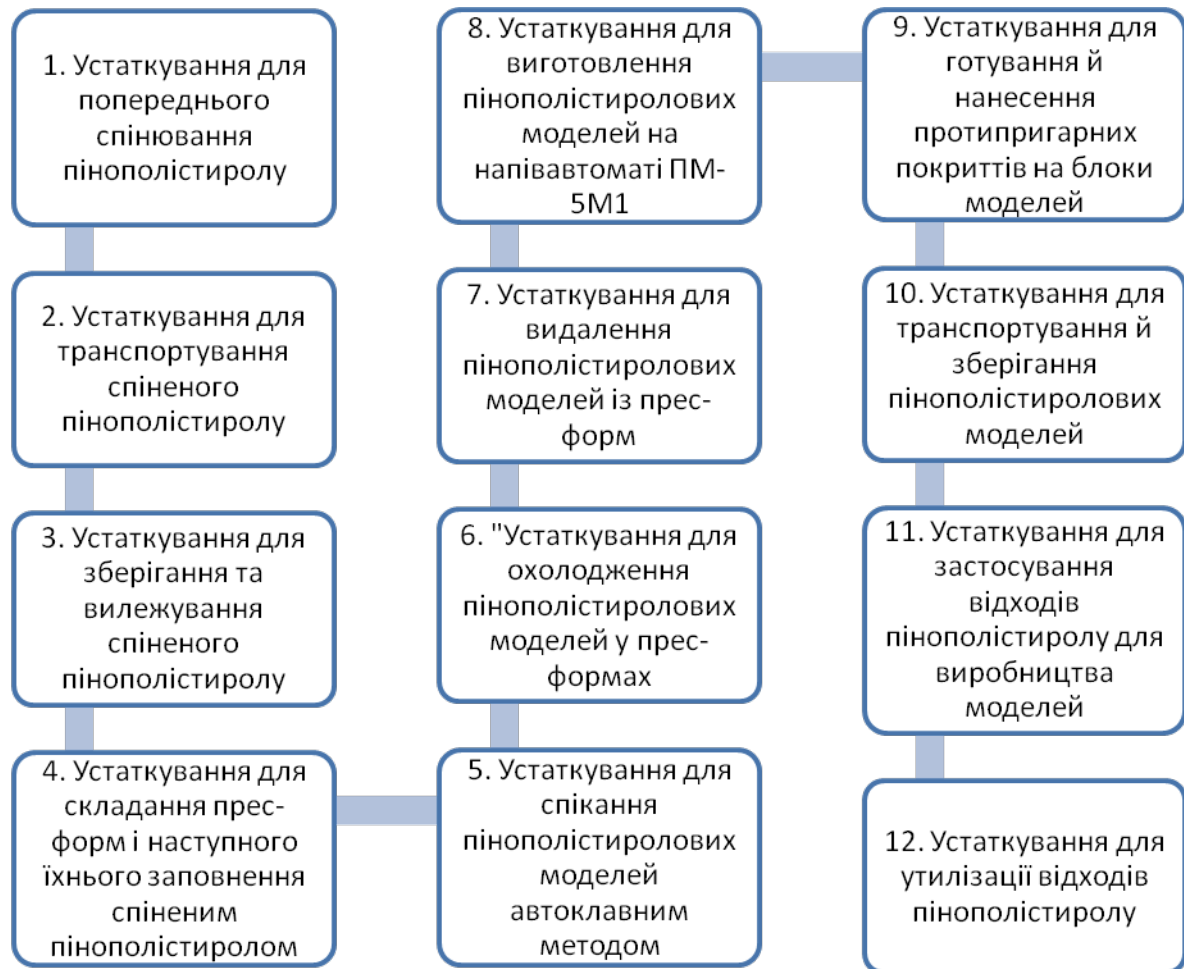 1. Устаткування для
попереднього
спінювання
пінополістиролу
2. Устаткування для
транспортування
спіненого
пінополістиролу
3. Устаткування для
зберігання та
вилежування
спіненого
пінополістиролу
4. Устаткування для
складання прес-
форм і наступного
їхнього заповнення
спіненим
пінополістиролом
5. Устаткування для
спікання
пінополістиролових
моделей
автоклавним
методом
6. "Устаткування для
охолодження
пінополістиролових
моделей у прес-
формах
7. Устаткування для
видалення
пінополістиролових
моделей із прес-
форм
8. Устаткування для
виготовлення
пінополістиролових
моделей на
напівавтоматі ПМ-
5М1
9. Устаткування для
готування й
нанесення
протипригарних
покриттів на блоки
моделей
10. Устаткування для
транспортування й
зберігання
пінополістиролових
моделей
11. Устаткування для
застосування
відходів
пінополістиролу для
виробництва
моделей
12. Устаткування для
утилізації відходів
пінополістиролу